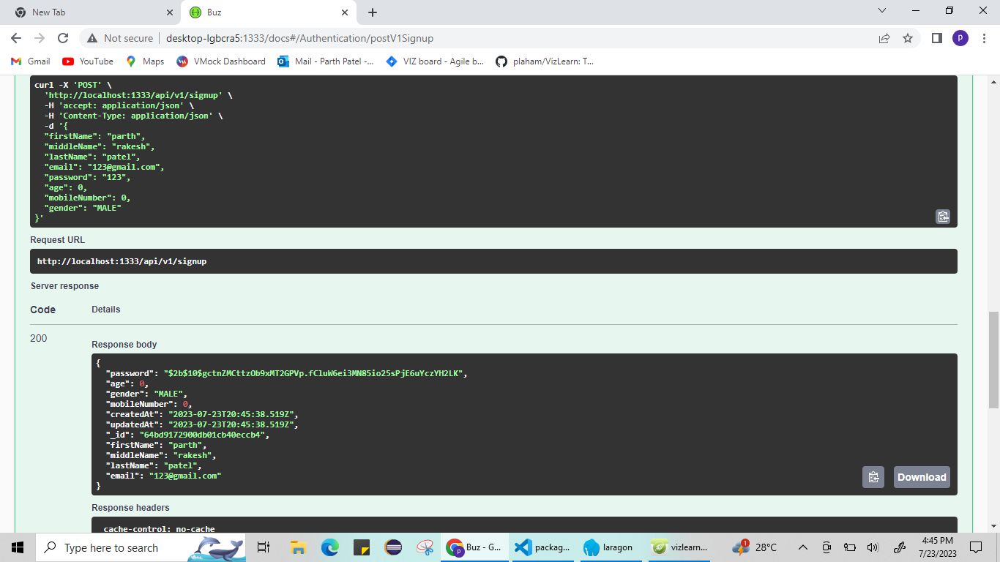 New Tab
Buz
Not secure
desktop-lgbcra5:1333/docs#/Authentication/postV1Signup
P
Gmail
YouTube
Maps
VMock Dashboard
Mail - Parth Patel -...
VIZ board - Agile b...
plaham/VizLearn: T...
curl -X 'POST' \
'http://localhost:1333/api/v1/signup' \
-H 'accept: application/json' \
-H 'Content-Type: application/json' \
-d '{
"firstName": "parth",
"middleName": "rakesh",
"lastName": "patel",
"email": "123@gmail.com",
"password": "123",
"age": 0,
"mobileNumber": 0,
"gender": "MALE"
}'
Request URL
http://localhost:1333/api/v1/signup
Server response
Code Details
200
Response body
{
"password": "$2b$10$gctnZMCttzOb9xMT2GPVp.fCluW6ei3MN85io25sPjE6uYczYH2LK",
"age": 0,
"gender": "MALE",
"mobileNumber": 0,
"createdAt": "2023-07-23T20:45:38.519Z",
"updatedAt": "2023-07-23T20:45:38.519Z",
"_id": "64bd9172900db01cb40eccb4",
"firstName": "parth",
"middleName": "rakesh",
"lastName": "patel",
"email": "123@gmail.com"
}
Download
Response headers
cache-control: no-cache
Type here to search
Buz - G...
P
packag...
laragon
vizlearn...
1
28°C
4:45 PM
7/23/2023